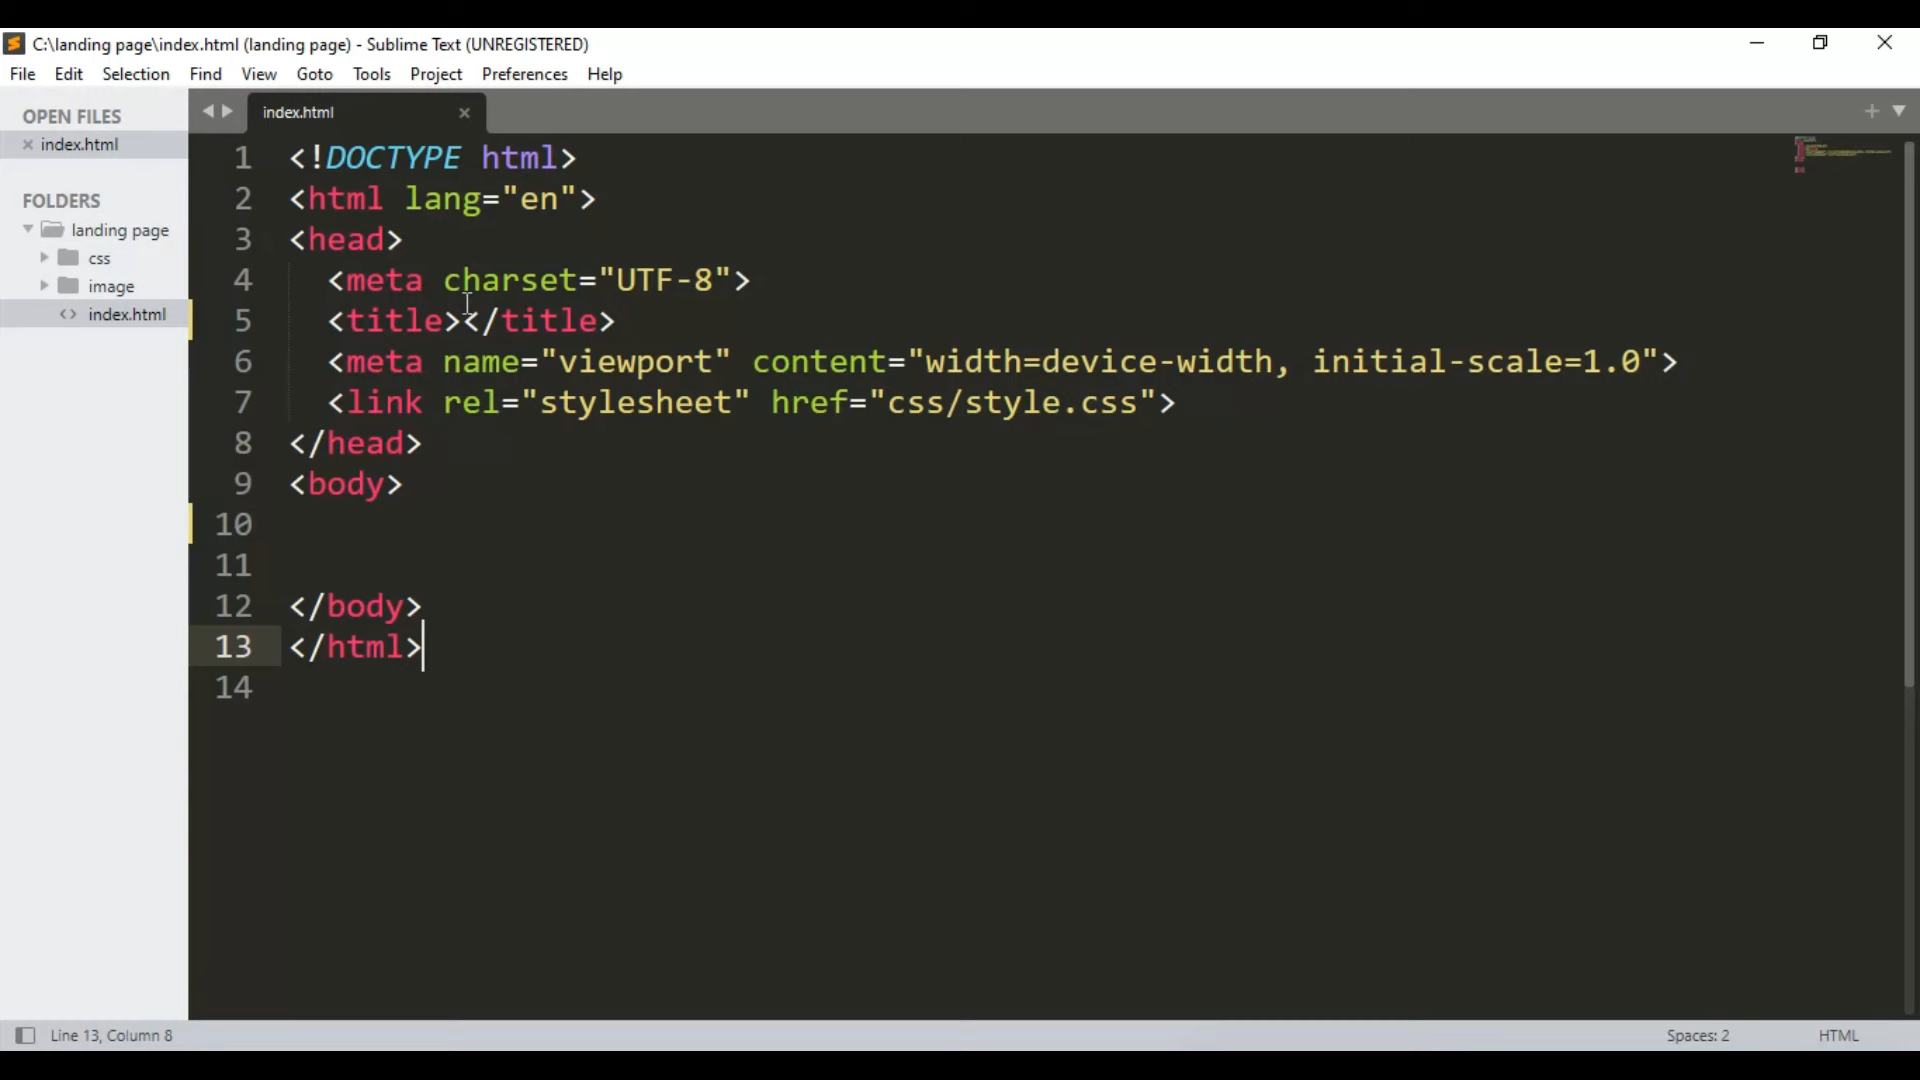 C:\landing page\index.html (landing page) - Sublime Text (UNREGISTERED)
File Edit Selection Find View Goto Tools Project Preferences Help
OPEN FILES
index.html
FOLDERS
landing page
css
image
index.html
index.html
1 <!DOCTYPE html>
2 <html lang="en">
3 <head>
4 <meta charset="UTF-8">
5 <title></title>
6 <meta name="viewport" content="width=device-width, initial-scale=1.0">
7 <link rel="stylesheet" href="css/style.css">
8 </head>
9 <body>
10
11
12 </body>
13 </html>
14
Line 13, Column 8
Spaces: 2
HTML